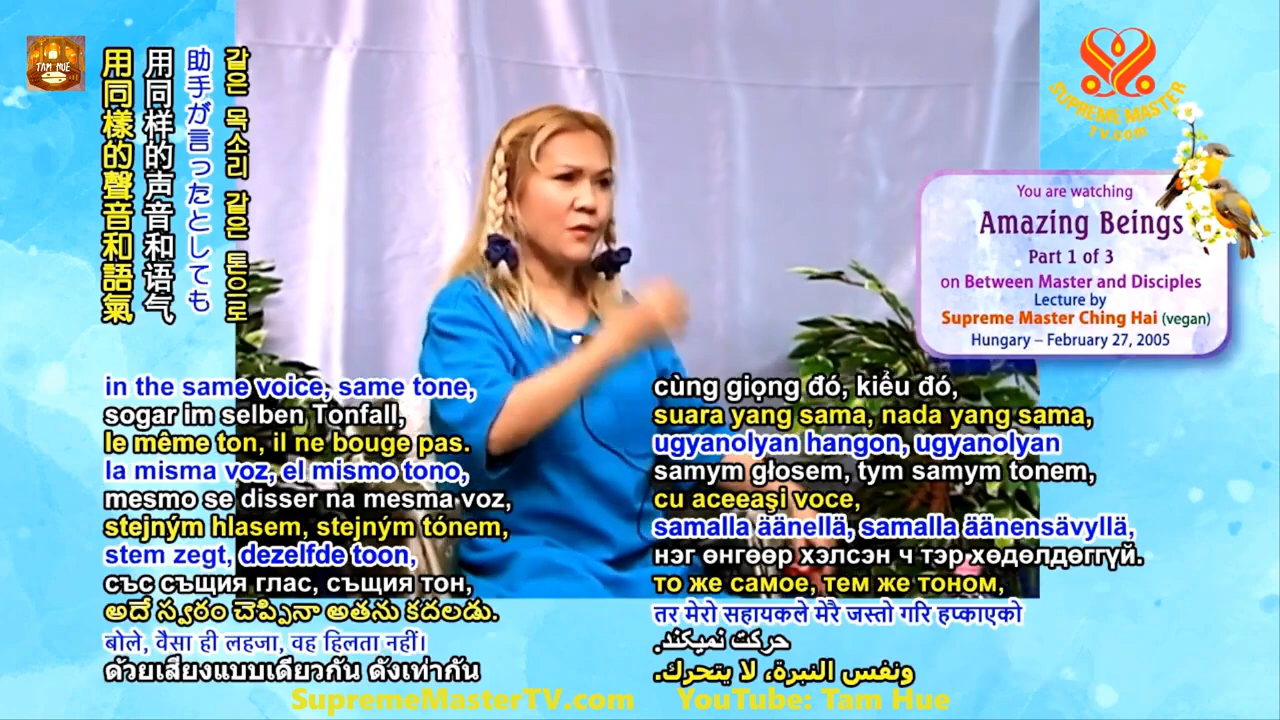 TAM HUE
用同樣的聲音和語氣
用同样的声音和语气
助手が言ったとしても
같은 목소리 같은 톤으로
SUPREME MASTER
TV.com
You are watching
Amazing Beings
Part 1 of 3
on Between Master and Disciples
Lecture by
Supreme Master Ching Hai (vegan)
Hungary – February 27, 2005
in the same voice, same tone,
sogar im selben Tonfall,
le même ton, il ne bouge pas.
la misma voz, el mismo tono,
mesmo se disser na mesma voz,
stejným hlasem, stejným tónem,
stem zegt, dezelfde toon,
със същия глас, същия тон,
అదే స్వరం చెప్పినా అతను కదలడు.
बोले, वैसा ही लहजा, वह हिलता नहीं।
ด้วยเสียงแบบเดียวกัน ดังเท่ากัน
cùng giọng đó, kiểu đó,
suara yang sama, nada yang sama,
ugyanolyan hangon, ugyanolyan
samym głosem, tym samym tonem,
cu aceeaşi voce,
samalla äänellä, samalla äänensävyllä,
нэг өнгөөр хэлсэн ч тэр хөдөлдөггүй.
то же самое, тем же тоном,
तर मेरो सहायकले मेरै जस्तो गरि हप्काएको
حرکت نمیکند.
ونفس النبرة، لا يتحرك.
SupremeMasterTV.com
YouTube: Tam Hue